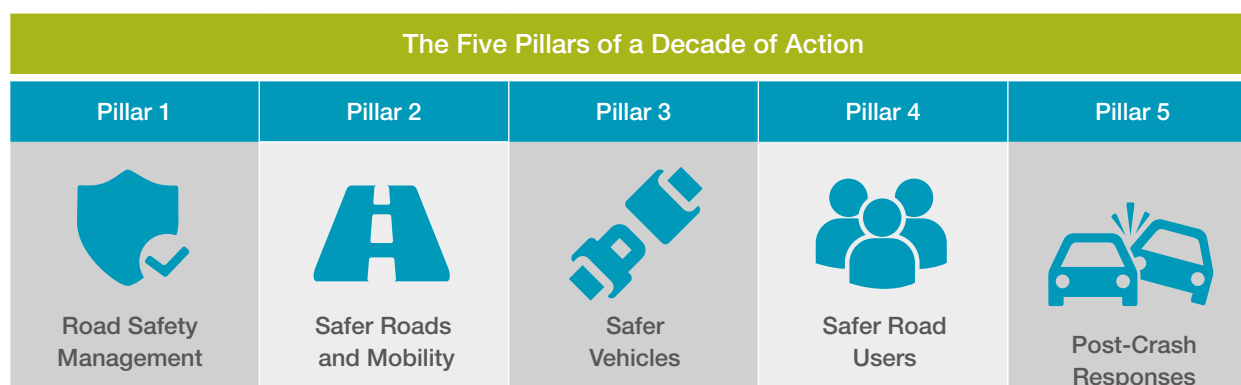 The Five Pillars of a Decade of Action
Pillar 1
Pillar 2
Pillar 3
Pillar 4
Pillar 5
Road Safety
Management
Safer Roads
and Mobility
Safer
Vehicles
Safer Road
Users
Post-Crash
Responses